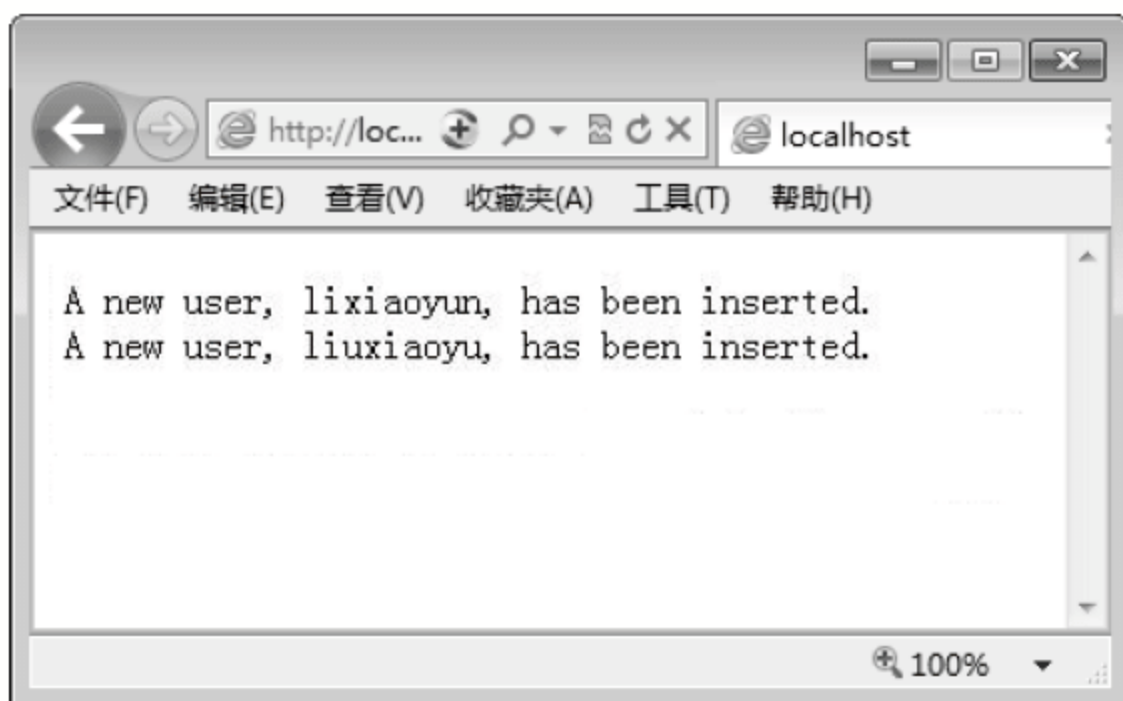 http://loc... localhost
文件(F) 编辑(E) 查看(V) 收藏夹(A) 工具(T) 帮助(H)
A new user, lixiaoyun, has been inserted.
A new user, liuxiaoyu, has been inserted.
100%